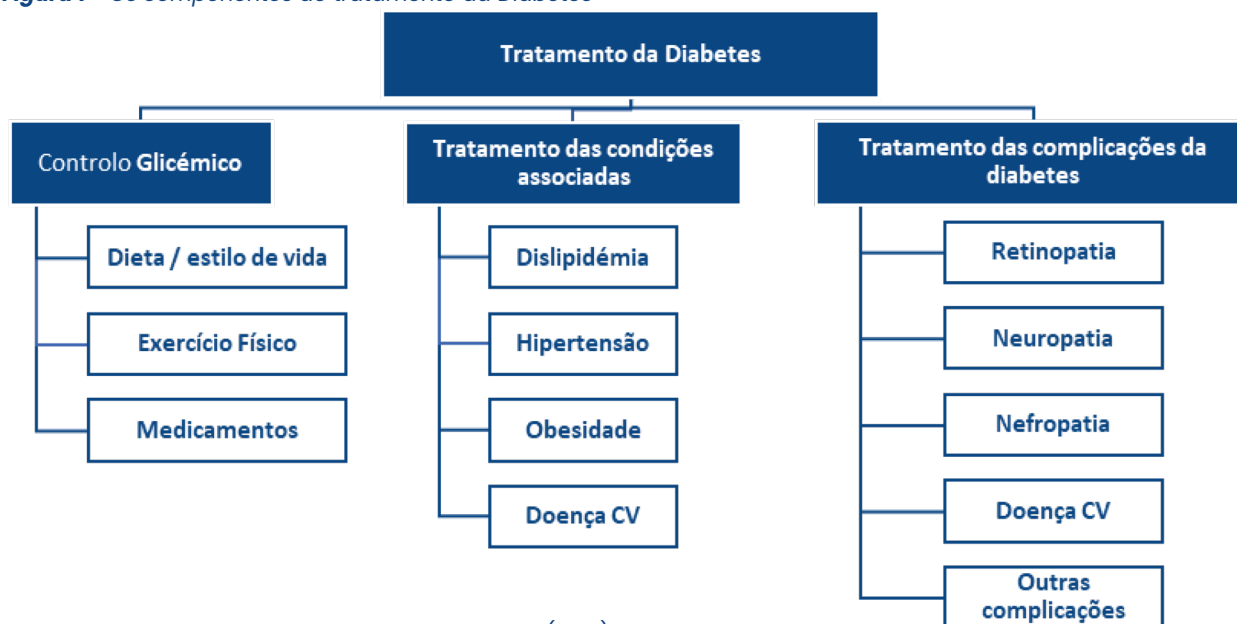 Tratamento da Diabetes
Controlo Glicémico
Dieta / estilo de vida
Exercício Físico
Medicamentos
Tratamento das condições
associadas
Dislipidémia
Hipertensão
Obesidade
Doença CV
Tratamento das complicações da
diabetes
Retinopatia
Neuropatia
Nefropatia
Doença CV
Outras
complicações